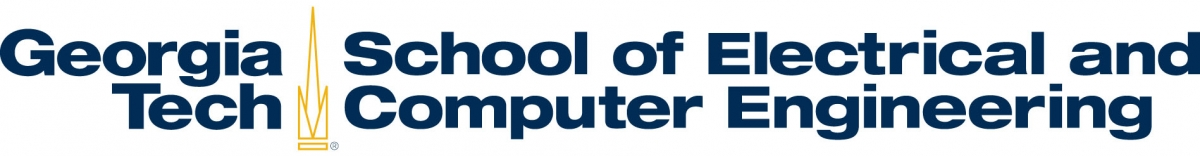 Georgia
Tech
School of Electrical and
Computer Engineering
®